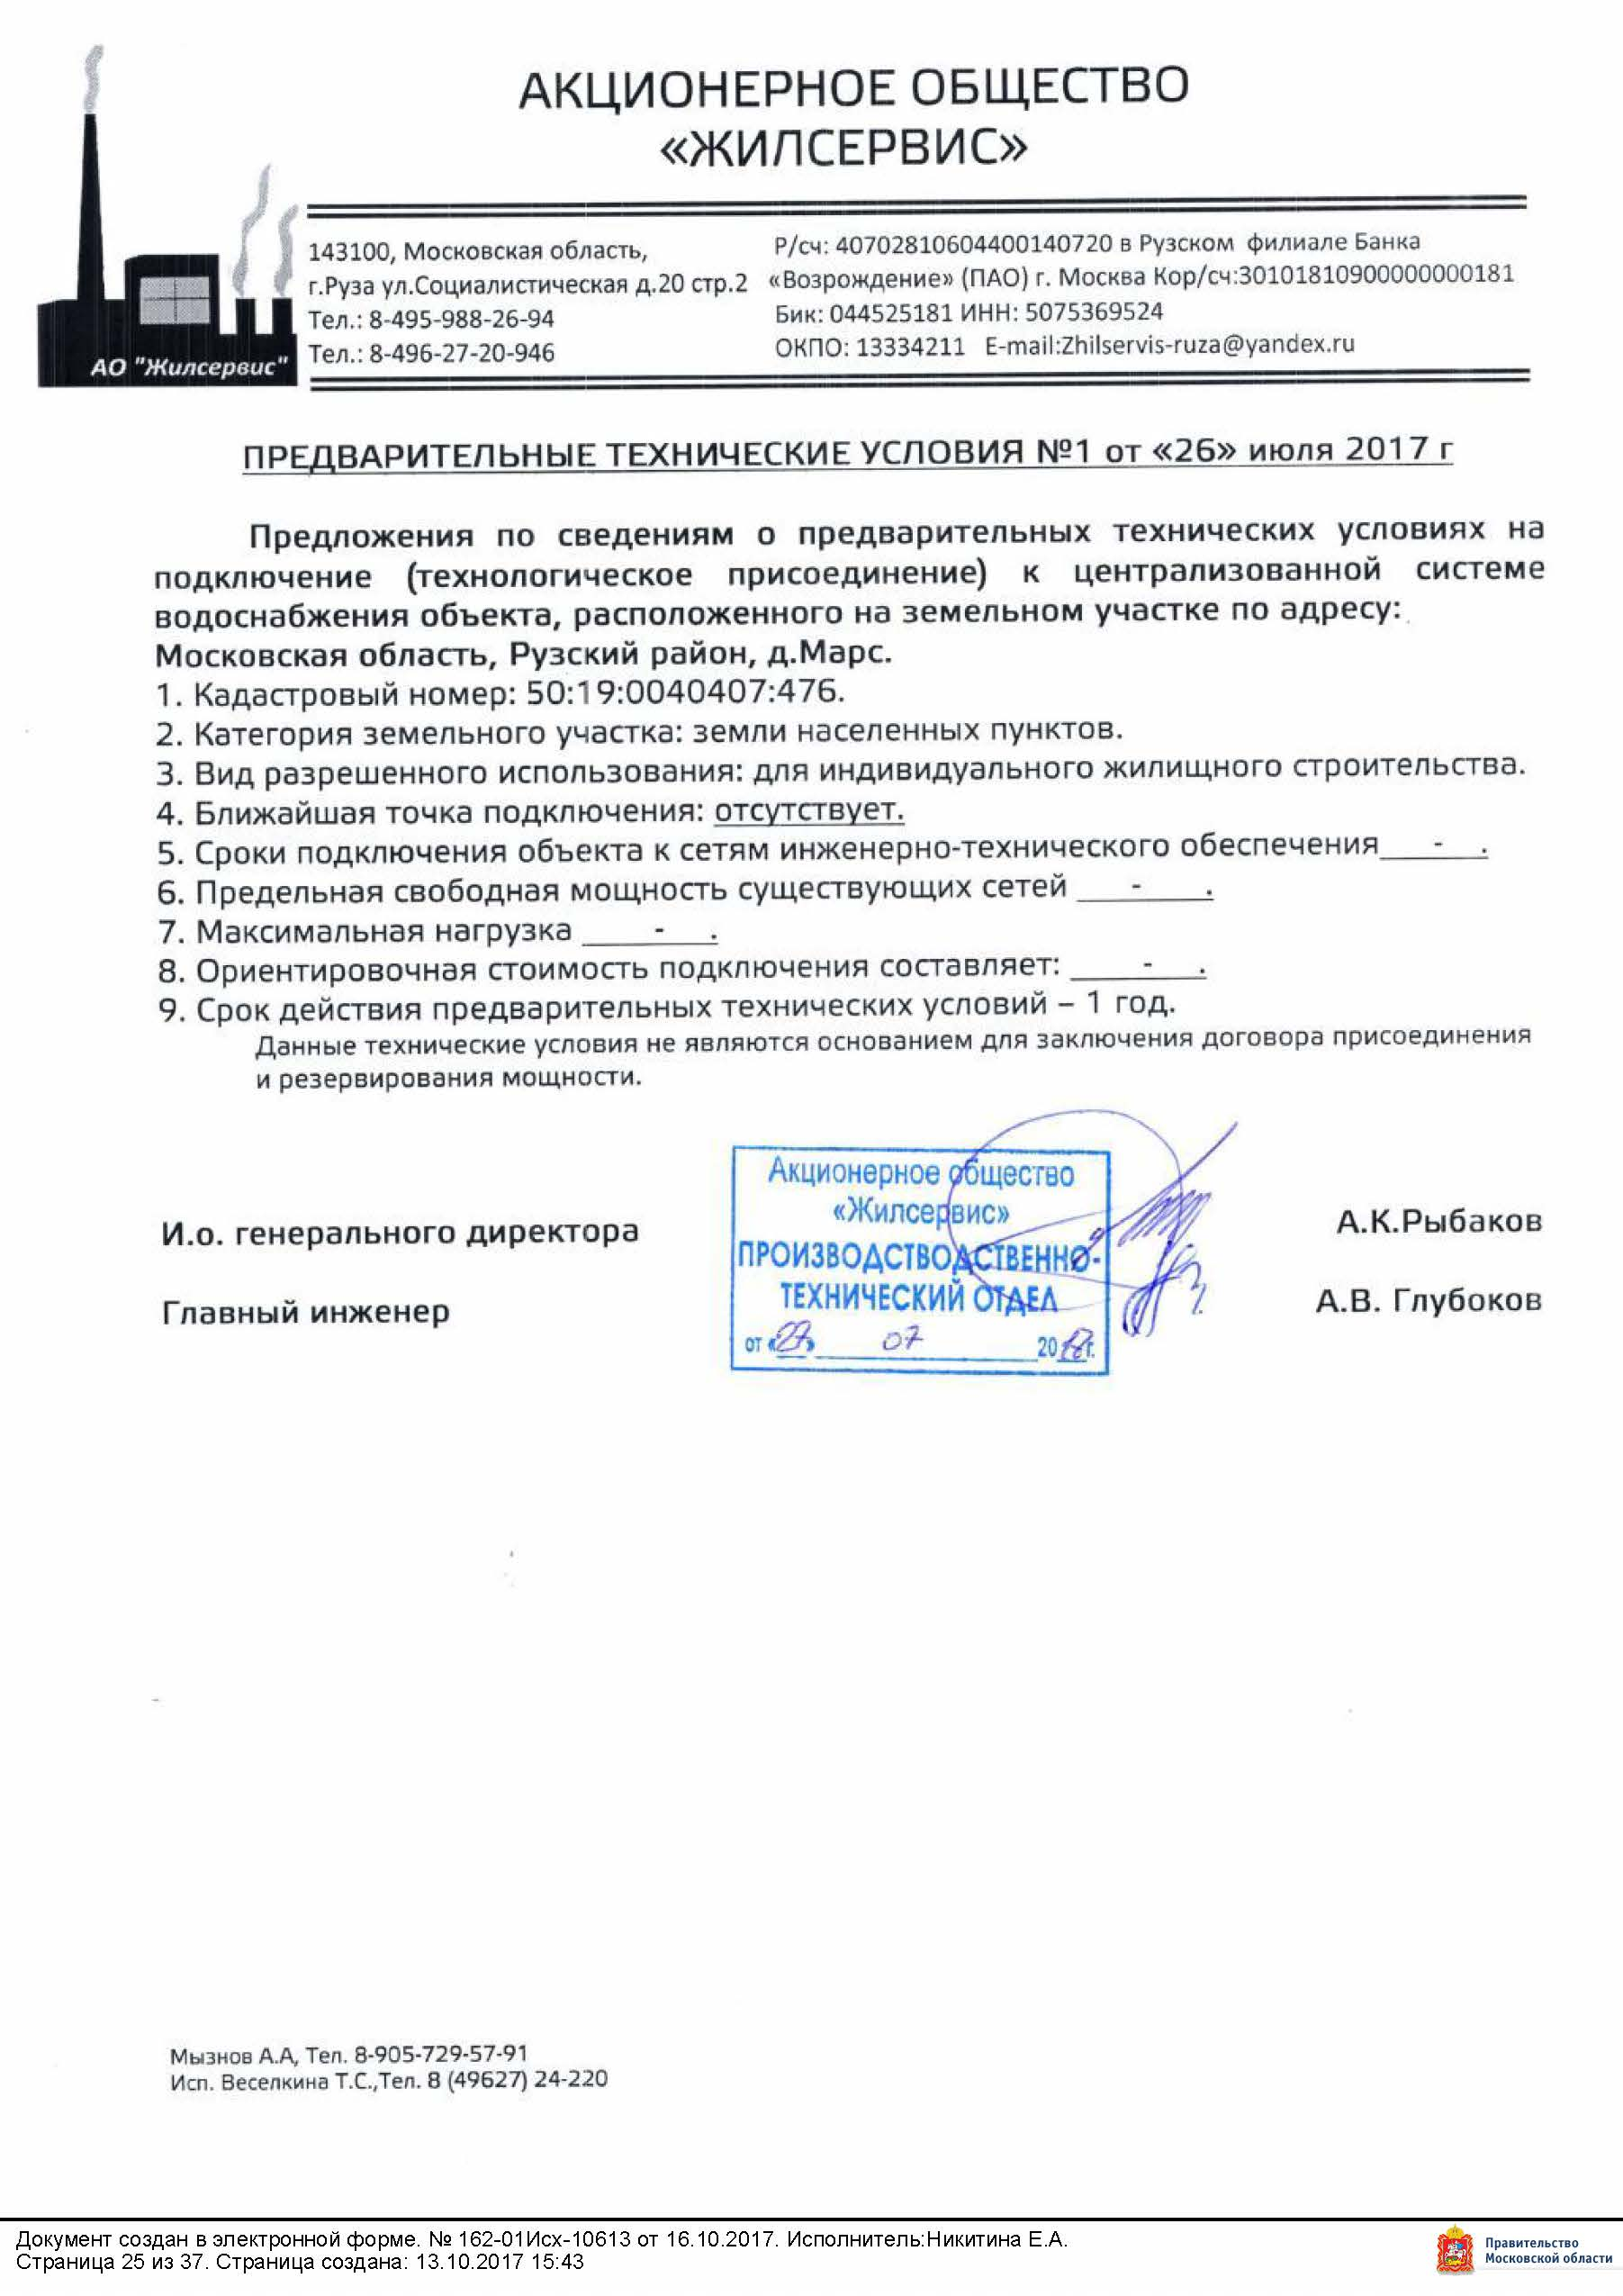 АКЦИОНЕРНОЕ ОБЩЕСТВО
«ЖИЛСЕРВИС»
АО "Жилсервис"
143100, Московская область,
г.Руза ул.Социалистическая д.20 стр.2
Тел.: 8-495-988-26-94
Тел.: 8-496-27-20-946
Р/сч: 40702810604400140720 в Рузском филиале Банка
«Возрождение» (ПАО) г. Москва Кор/сч:30101810900000000181
Бик: 044525181 ИНН: 5075369524
ОКПО: 13334211 E-mail:Zhilservis-ruza@yandex.ru
ПРЕДВАРИТЕЛЬНЫЕ ТЕХНИЧЕСКИЕ УСЛОВИЯ №1 от «26» июля 2017 г
Предложения по сведениям о предварительных технических условиях на
подключение (технологическое присоединение) к централизованной системе
водоснабжения объекта, расположенного на земельном участке по адресу:
Московская область, Рузский район, д.Марс.
1. Кадастровый номер: 50:19:0040407:476.
2. Категория земельного участка: земли населенных пунктов.
3. Вид разрешенного использования: для индивидуального жилищного строительства.
4. Ближайшая точка подключения: отсутствует.
5. Сроки подключения объекта к сетям инженерно-технического обеспечения - .
6. Предельная свободная мощность существующих сетей - .
7. Максимальная нагрузка - .
8. Ориентировочная стоимость подключения составляет: - .
9. Срок действия предварительных технических условий – 1 год.
Данные технические условия не являются основанием для заключения договора присоединения
и резервирования мощности.
И.о. генерального директора
А.К.Рыбаков
Главный инженер
А.В. Глубоков
Акционерное общество
«Жилсервис»
ПРОИЗВОДСТВОДСТВЕННО-
ТЕХНИЧЕСКИЙ ОТДЕЛ
от «27» 07 20 г.
Мызнов А.А, Тел. 8-905-729-57-91
Исп. Веселкина Т.С.,Тел. 8 (49627) 24-220
Документ создан в электронной форме. № 162-01Исх-10613 от 16.10.2017. Исполнитель:Никитина Е.А.
Страница 25 из 37. Страница создана: 13.10.2017 15:43
Правительство
Московской области